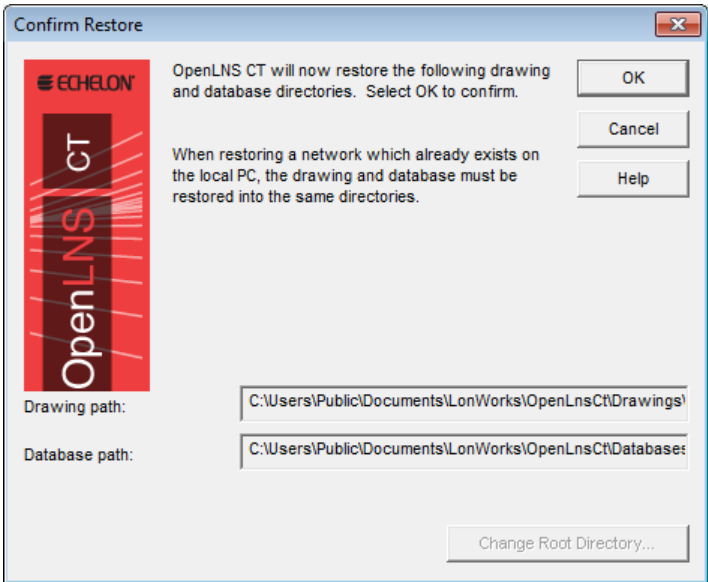 Confirm Restore
ECHELON
OpenLNS CT
OpenLNS CT will now restore the following drawing
and database directories. Select OK to confirm.
When restoring a network which already exists on
the local PC, the drawing and database must be
restored into the same directories.
OK
Cancel
Help
Drawing path:
C:\Users\Public\Documents\LonWorks\OpenLnsCt\Drawings\
Database path:
C:\Users\Public\Documents\LonWorks\OpenLnsCt\Databases
Change Root Directory...